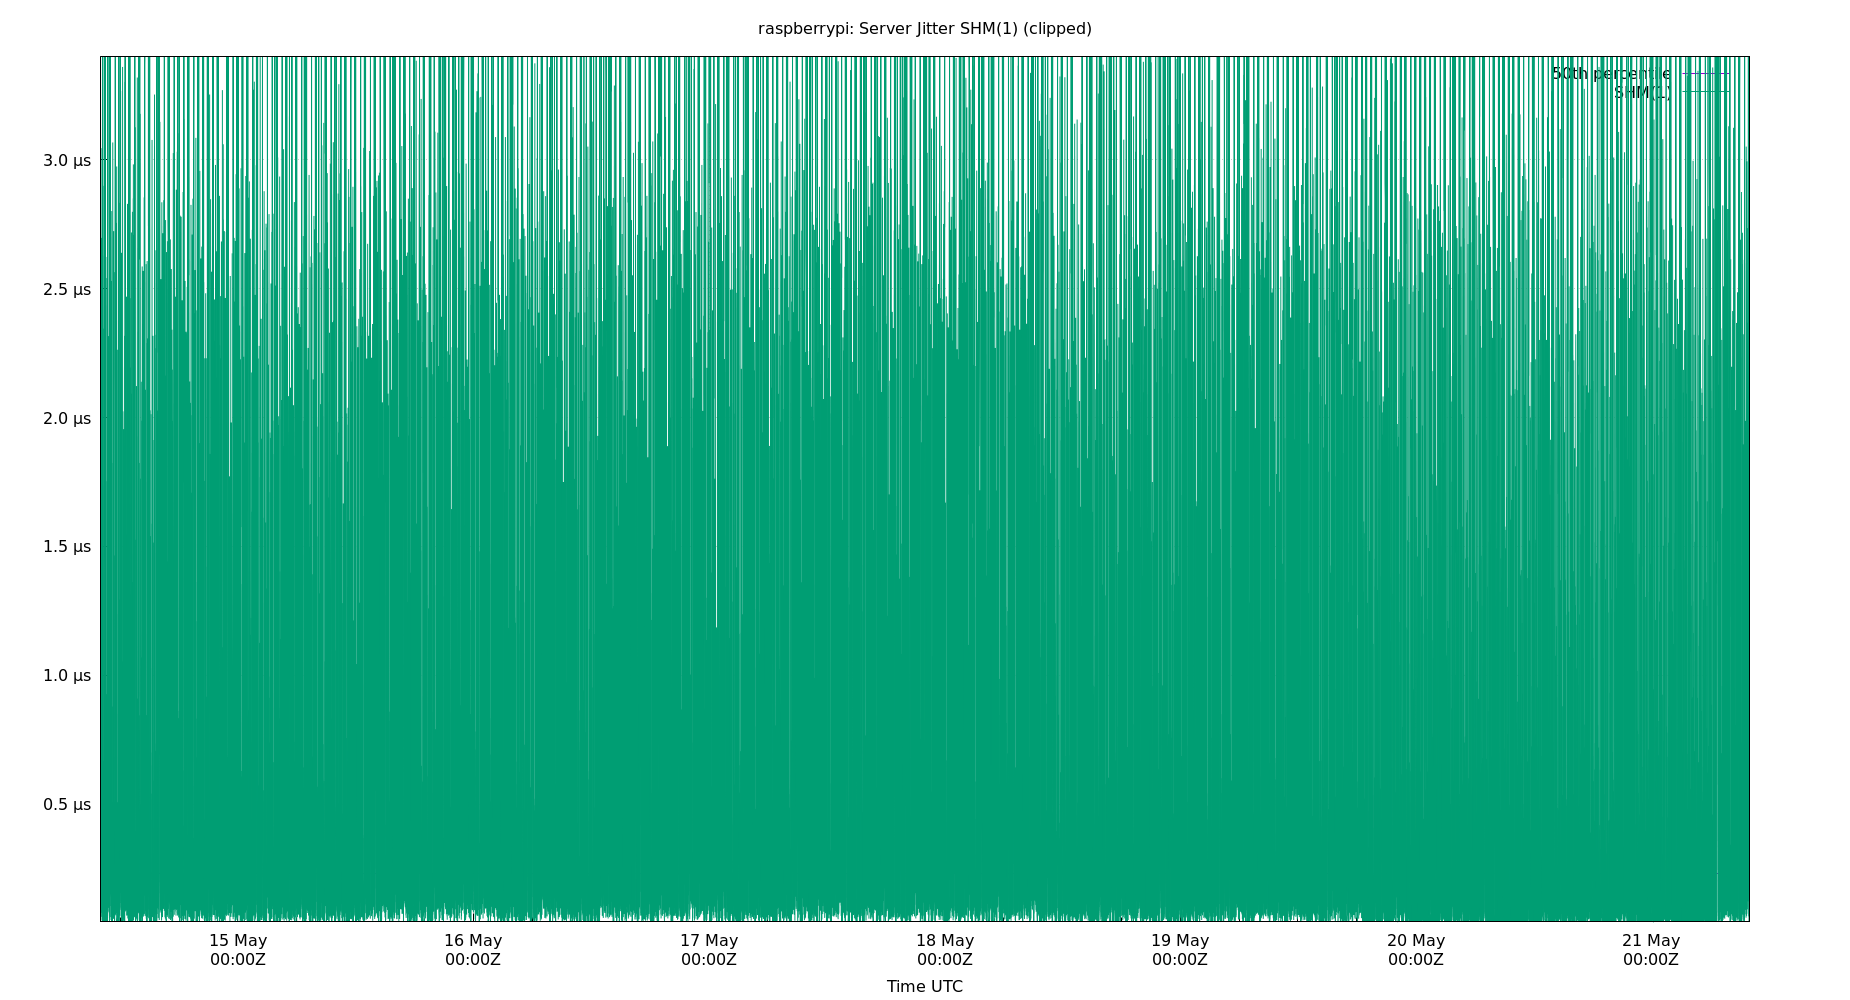 raspberrypi: Server Jitter SHM(1) (clipped)
50th percentile
SHM(1)
3.0 µs
2.5 µs
2.0 µs
1.5 µs
1.0 µs
0.5 µs
15 May 16 May 17 May 18 May 19 May 20 May 21 May
00:00Z 00:00Z 00:00Z 00:00Z 00:00Z 00:00Z 00:00Z
Time UTC